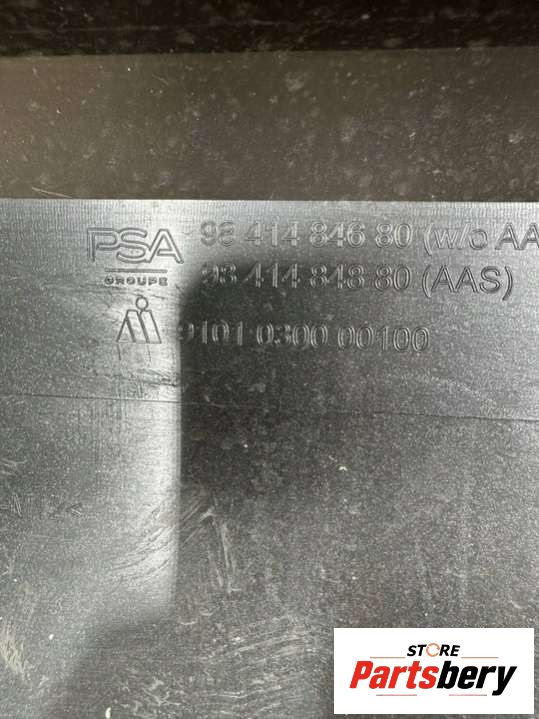 PSA
GROUPE
98 414 846 80 (w/o AA
98 414 848 80 (AAS)
9101 0300 00100
STORE
Partsbery